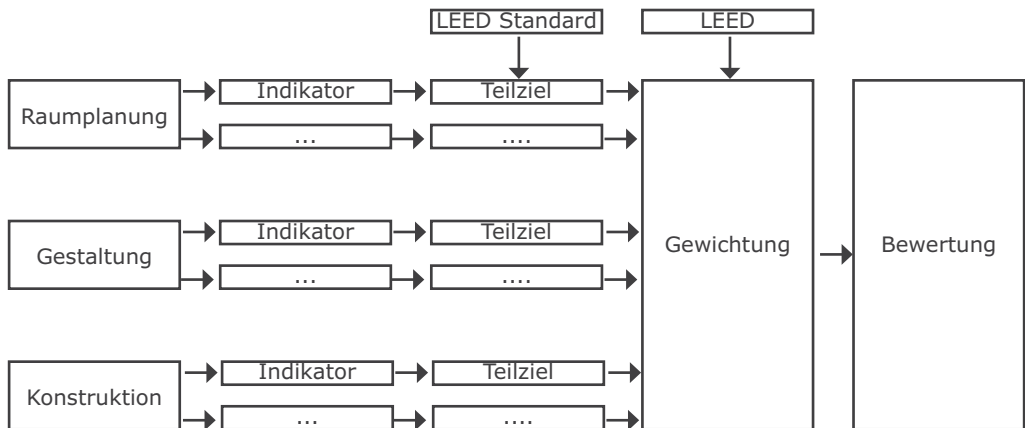 LEED Standard
LEED
Raumplanung
Indikator
Teilziel
...
....
Gestaltung
Indikator
Teilziel
...
....
Gewichtung
Bewertung
Konstruktion
Indikator
Teilziel
...
....